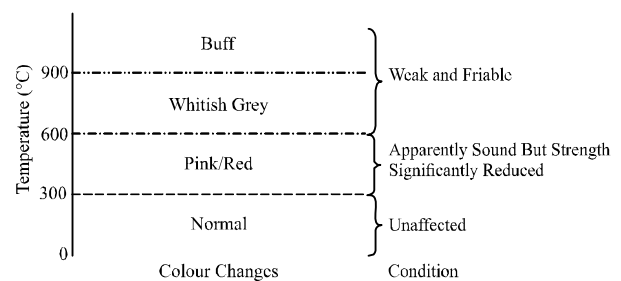 Temperature (°C)
Buff
900
Weak and Friable
Whitish Grey
600
Pink/Red
Apparently Sound But Strength
Significantly Reduced
300
Normal
Unaffected
0
Colour Changes
Condition